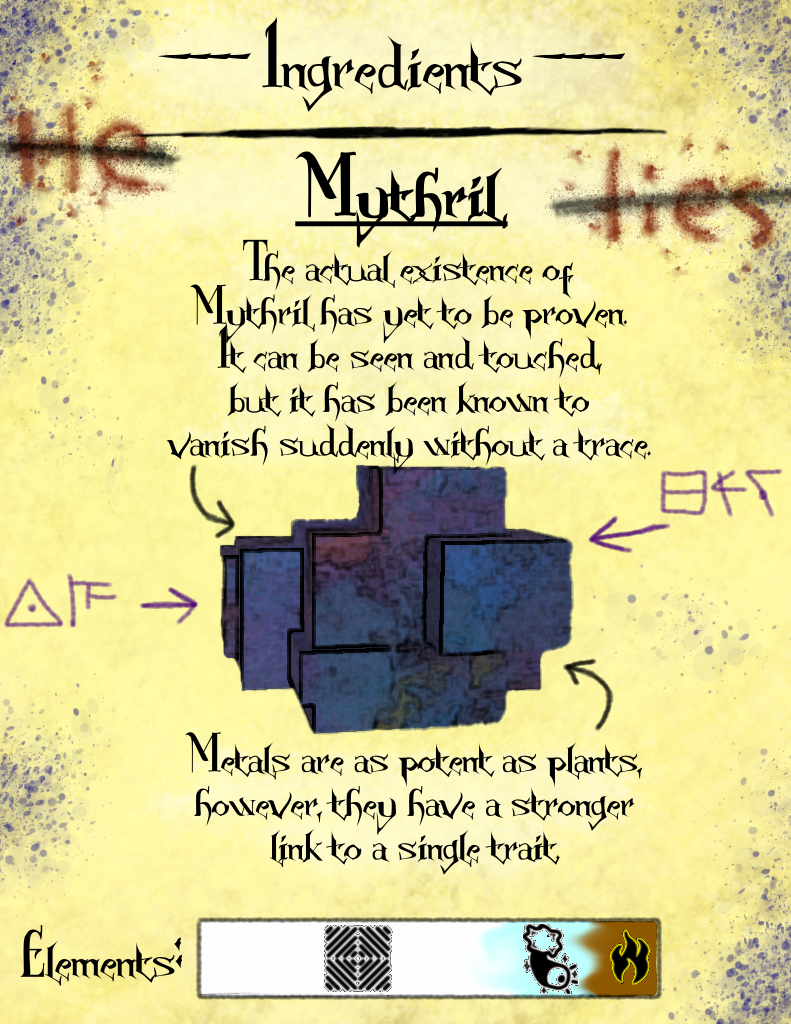 Ingredients
He lies
Mythril
The actual existence of
Mythril has yet to be proven.
It can be seen and touched,
but it has been known to
vanish suddenly without a trace.
Metals are as potent as plants,
however, they have a stronger
link to a single trait.
Elements: